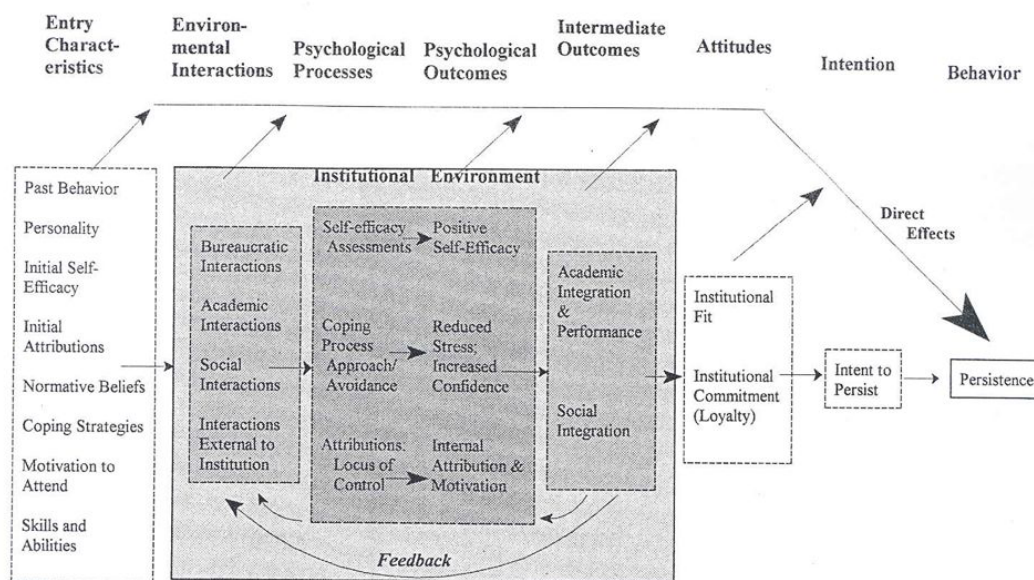 Entry
Charact-
eristics
Environ-
mental
Interactions
Psychological
Processes
Psychological
Outcomes
Intermediate
Outcomes
Attitudes
Intention
Behavior
Past Behavior
Personality
Initial Self-
Efficacy
Initial
Attributions
Normative Beliefs
Coping Strategies
Motivation to
Attend
Skills and
Abilities
Institutional Environment
Bureaucratic
Interactions
Academic
Interactions
Social
Interactions
Interactions
External to
Institution
Self-efficacy
Assessments
Positive
Self-Efficacy
Coping
Process
Approach/
Avoidance
Reduced
Stress;
Increased
Confidence
Attributions:
Locus of
Control
Internal
Attribution &
Motivation
Academic
Integration
&
Performance
Social
Integration
Feedback
Institutional
Fit
Institutional
Commitment
(Loyalty)
Intent to
Persist
Direct
Effects
Persistence